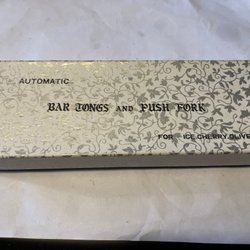 AUTOMATIC
BAR TONGS AND PUSH FORK
FOR ICE CHERRY, OLIVE